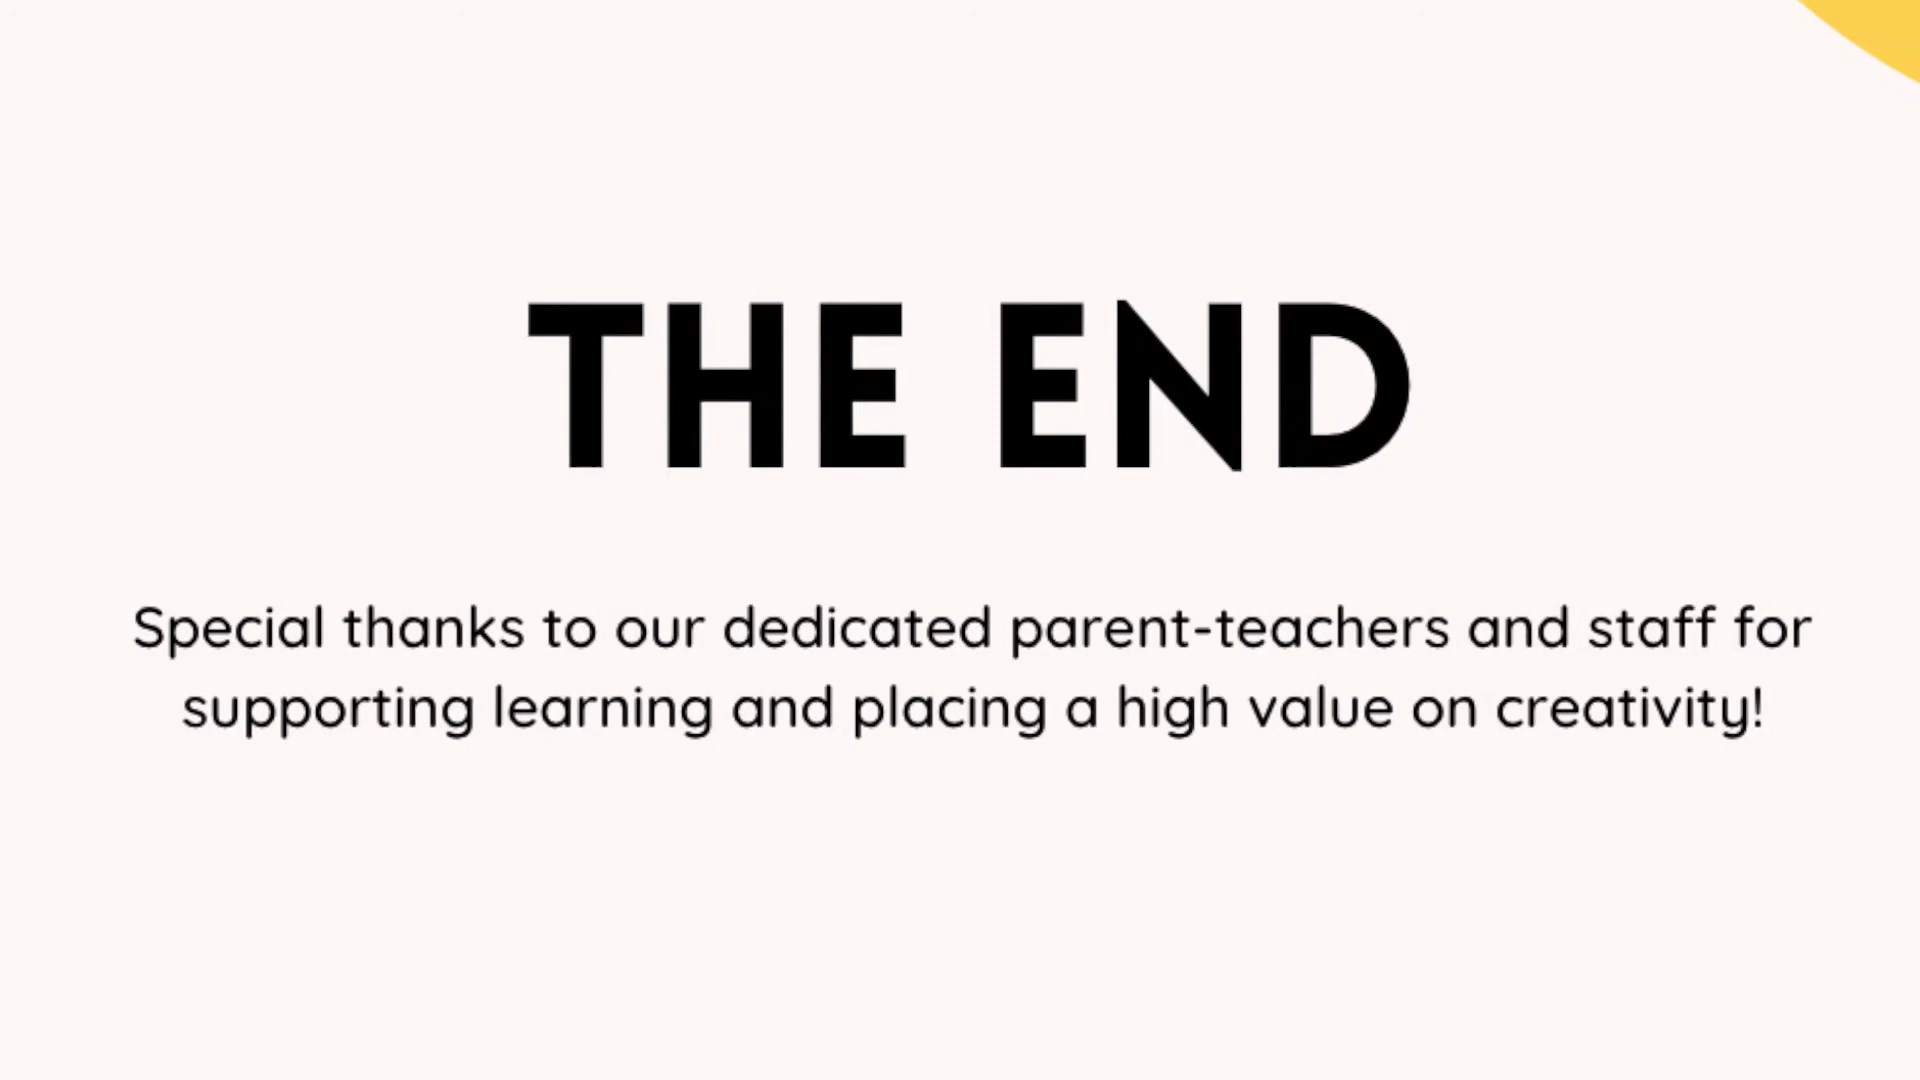 THE END
Special thanks to our dedicated parent-teachers and staff for
supporting learning and placing a high value on creativity!